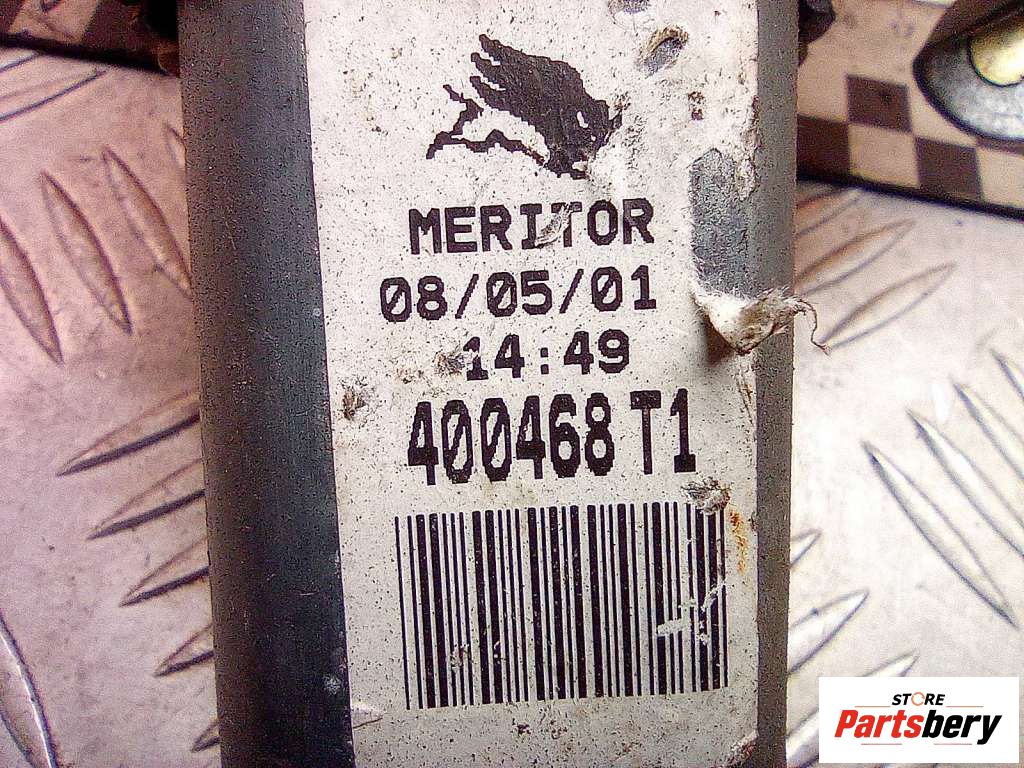 MERITOR
08/05/01
14:49
400468 T1
STORE
Partsbery